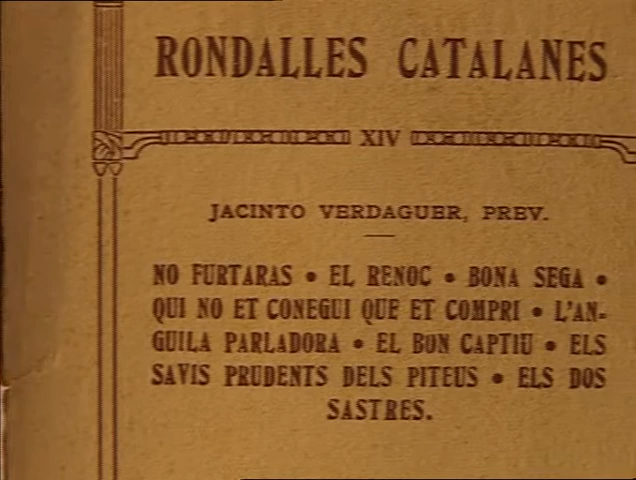 RONDALLES CATALANES
XIV
JACINTO VERDAGUER, PREV.
NO FURTARAS • EL RENOC • BONA SEGA •
QUI NO ET CONEGUI QUE ET COMPRI • L'AN-
GUILA PARLADORA • EL BON CAPTIU • ELS
SAVIS PRUDENTS DELS PITEUS • ELS DOS
SASTRES.